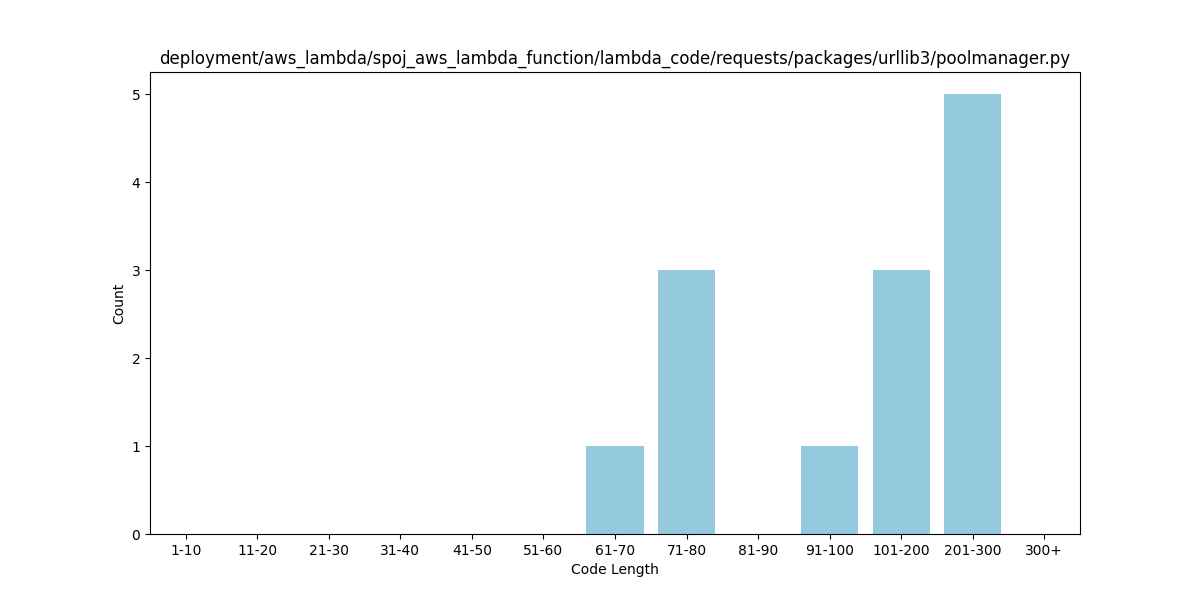 deployment/aws_lambda/spoj_aws_lambda_function/lambda_code/requests/packages/urllib3/poolmanager.py
5
4
3
2
1
0
Count
1-10 11-20 21-30 31-40 41-50 51-60 61-70 71-80 81-90 91-100 101-200 201-300 300+
Code Length